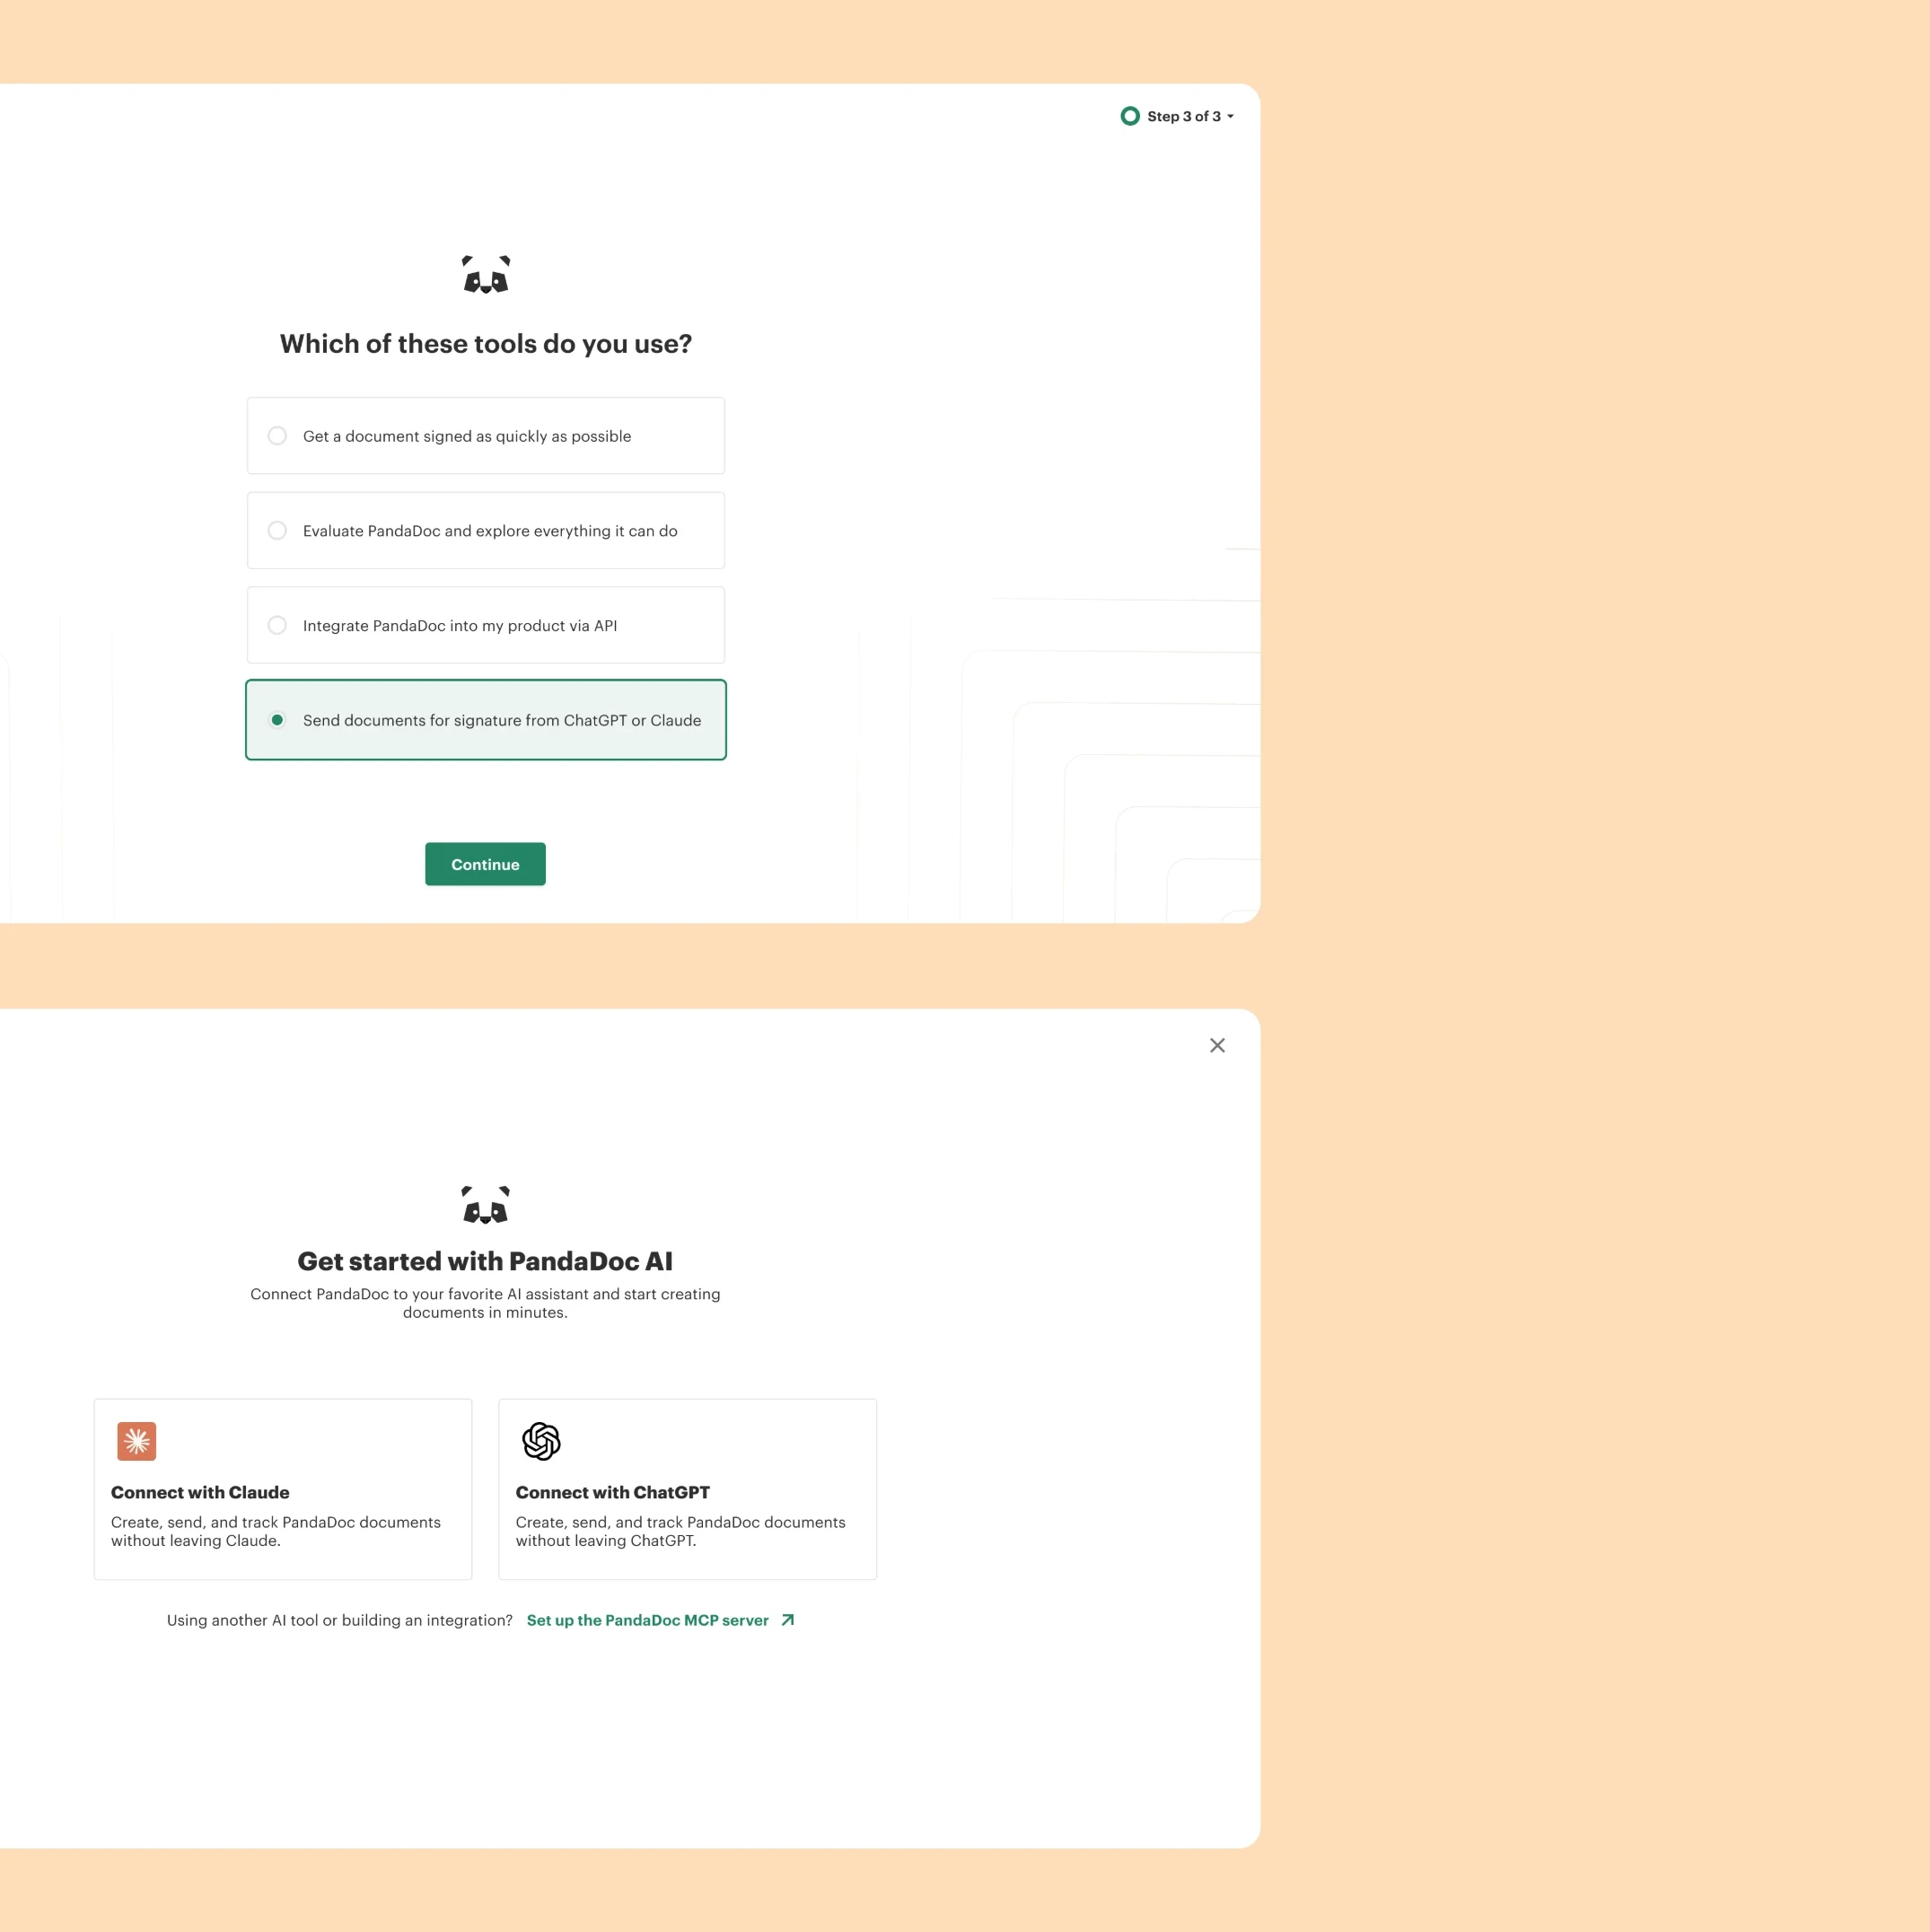 Step 3 of 3
Which of these tools do you use?
Get a document signed as quickly as possible
Evaluate PandaDoc and explore everything it can do
Integrate PandaDoc into my product via API
Send documents for signature from ChatGPT or Claude
Continue
Get started with PandaDoc AI
Connect PandaDoc to your favorite AI assistant and start creating
documents in minutes.
Connect with Claude
Create, send, and track PandaDoc documents
without leaving Claude.
Connect with ChatGPT
Create, send, and track PandaDoc documents
without leaving ChatGPT.
Using another AI tool or building an integration? Set up the PandaDoc MCP server